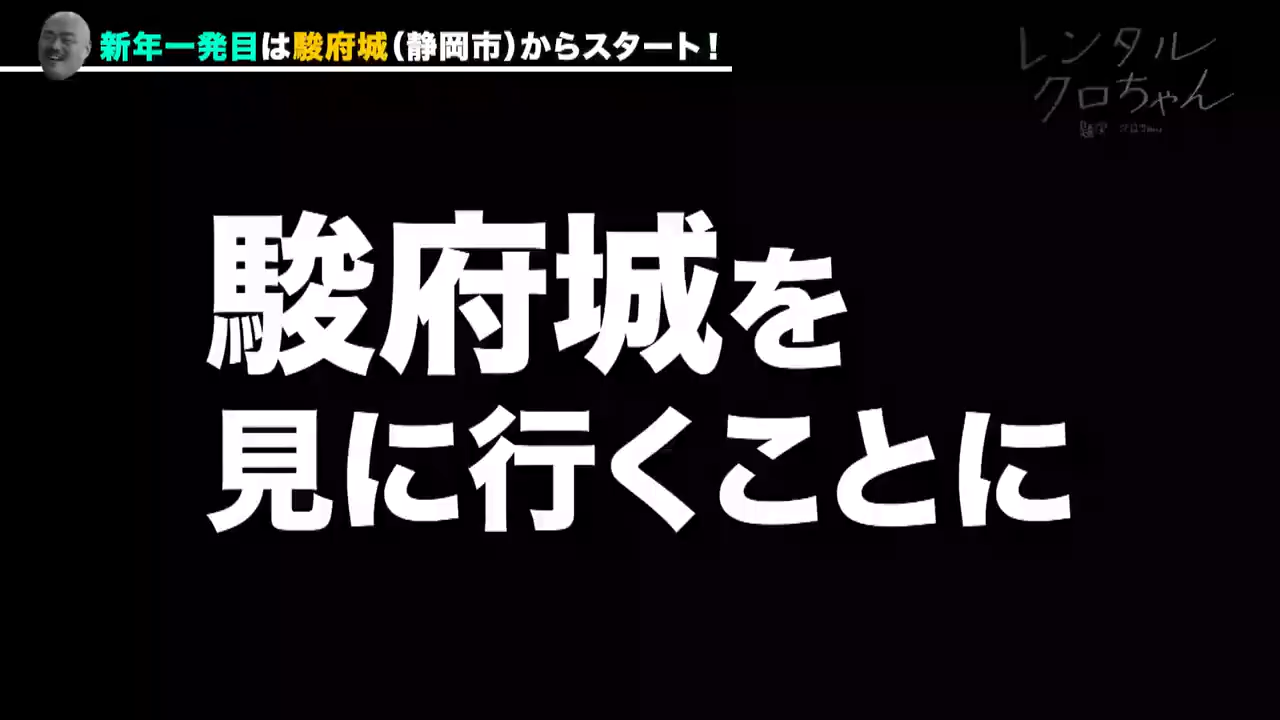 新年一発目は駿府城(静岡市)からスタート!
レンタル
クロちゃん
駿府城を
見に行くことに